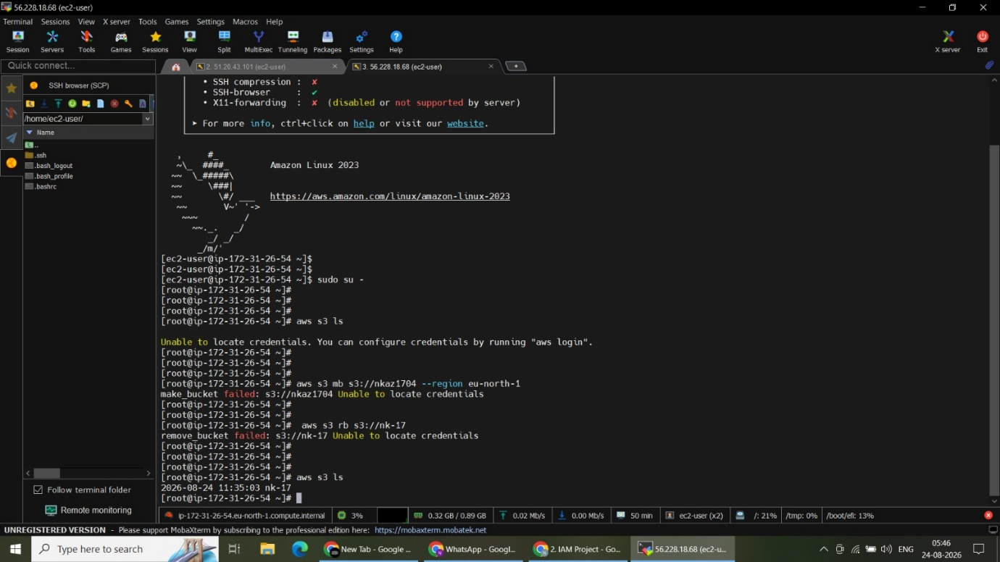 56.228.18.68 (ec2-user)
Terminal Sessions View X server Tools Games Settings Macros Help
Session Servers Tools Games Sessions View Split MultiExec Tunneling Packages Settings Help X server Exit
Quick connect...
2. 51.20.43.101 (ec2-user)
3. 56.228.18.68 (ec2-user)
SSH browser (SCP)
/home/ec2-user/
Name
..
.ssh
.bash_logout
.bash_profile
.bashrc
• SSH compression : ✘
• SSH-browser : ✔
• X11-forwarding : ✘ (disabled or not supported by server)
➤ For more info, ctrl+click on help or visit our website.
, #_
~\_ ####_ Amazon Linux 2023
~~ \_#####\
~~ \###|
~~ \#/ ___ https://aws.amazon.com/linux/amazon-linux-2023
~~ V~' '->
~~~ /
~~._. _/
_/ _/
_/m/'
[ec2-user@ip-172-31-26-54 ~]$
[ec2-user@ip-172-31-26-54 ~]$
[ec2-user@ip-172-31-26-54 ~]$ sudo su -
[root@ip-172-31-26-54 ~]#
[root@ip-172-31-26-54 ~]#
[root@ip-172-31-26-54 ~]#
[root@ip-172-31-26-54 ~]# aws s3 ls
Unable to locate credentials. You can configure credentials by running "aws login".
[root@ip-172-31-26-54 ~]#
[root@ip-172-31-26-54 ~]#
[root@ip-172-31-26-54 ~]#
[root@ip-172-31-26-54 ~]# aws s3 mb s3://nkaz1704 --region eu-north-1
make_bucket failed: s3://nkaz1704 Unable to locate credentials
[root@ip-172-31-26-54 ~]#
[root@ip-172-31-26-54 ~]#
[root@ip-172-31-26-54 ~]# aws s3 rb s3://nk-17
remove_bucket failed: s3://nk-17 Unable to locate credentials
[root@ip-172-31-26-54 ~]#
[root@ip-172-31-26-54 ~]#
[root@ip-172-31-26-54 ~]#
[root@ip-172-31-26-54 ~]# aws s3 ls
2026-08-24 11:35:03 nk-17
[root@ip-172-31-26-54 ~]#
Follow terminal folder
Remote monitoring
ip-172-31-26-54.eu-north-1.compute.internal 3% 0.32 GB / 0.89 GB 0.02 Mb/s 0.00 Mb/s 50 min ec2-user (x2) /: 21% /tmp: 0% /boot/efi: 13%
UNREGISTERED VERSION - Please support MobaXterm by subscribing to the professional edition here: https://mobaxterm.mobatek.net
Type here to search
New Tab - Google ...
WhatsApp - Googl...
2. IAM Project - Go...
56.228.18.68 (ec2-u...
ENG
05:46
24-08-2026